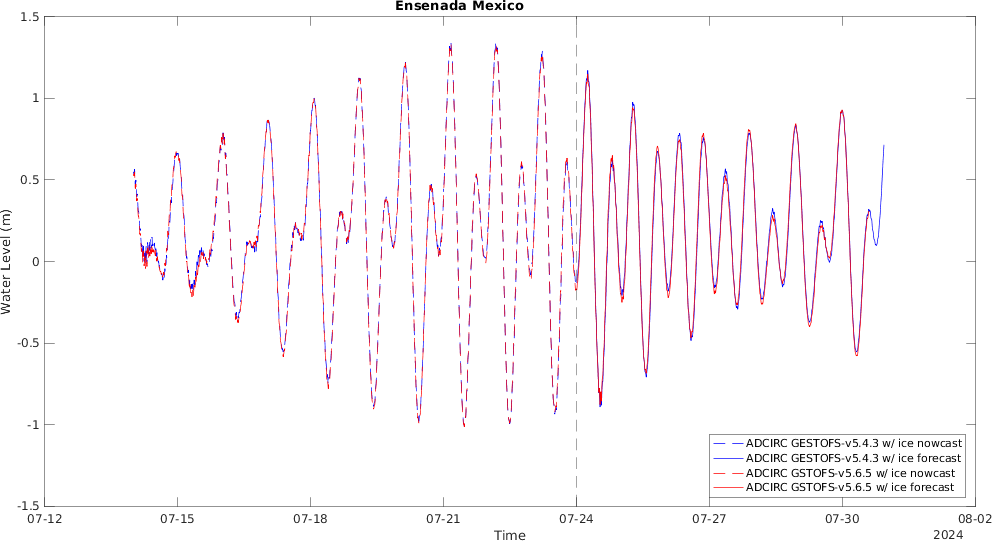 Ensenada Mexico
1.5
1
0.5
0
-0.5
-1
-1.5
Water Level (m)
07-12
07-15
07-18
07-21
07-24
07-27
07-30
08-02
Time
2024
ADCIRC GESTOFS-v5.4.3 w/ ice nowcast
ADCIRC GESTOFS-v5.4.3 w/ ice forecast
ADCIRC GSTOFS-v5.6.5 w/ ice nowcast
ADCIRC GSTOFS-v5.6.5 w/ ice forecast